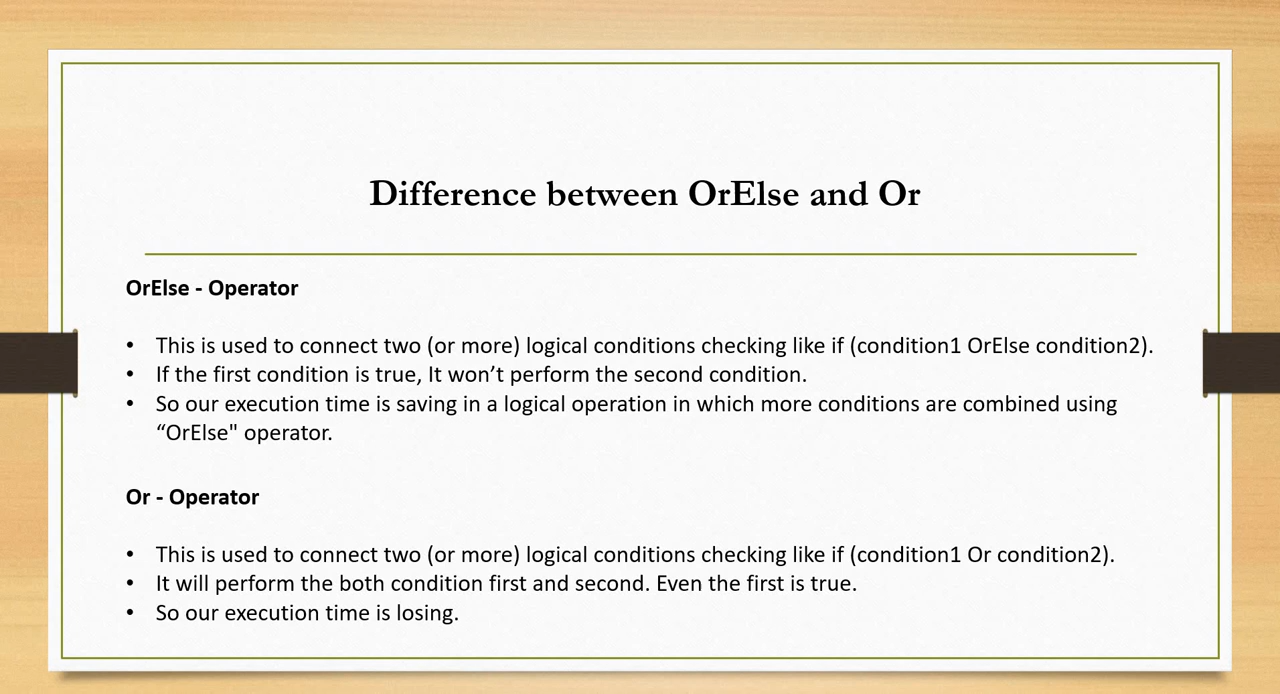 Difference between OrElse and Or
OrElse - Operator
• This is used to connect two (or more) logical conditions checking like if (condition1 OrElse condition2).
• If the first condition is true, It won’t perform the second condition.
• So our execution time is saving in a logical operation in which more conditions are combined using
“OrElse" operator.
Or - Operator
• This is used to connect two (or more) logical conditions checking like if (condition1 Or condition2).
• It will perform the both condition first and second. Even the first is true.
• So our execution time is losing.